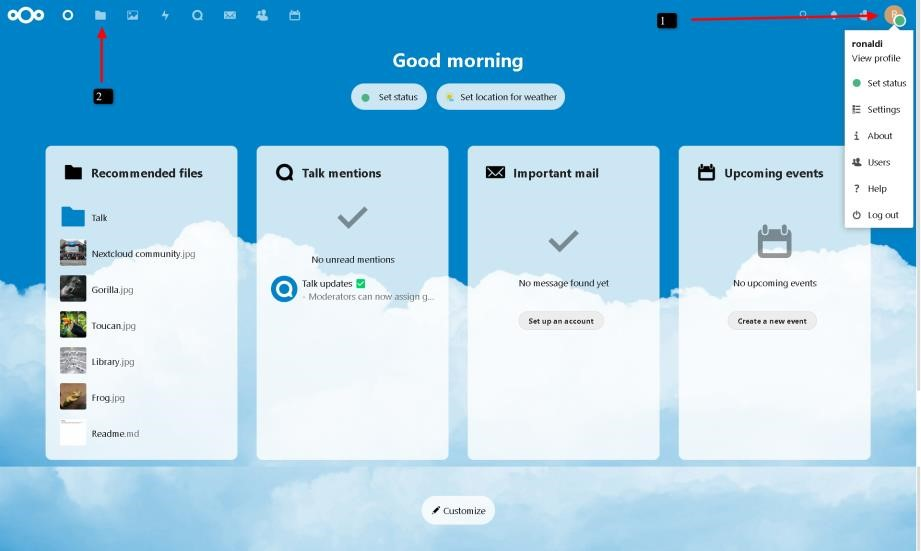 1
2
R
ronaldi
View profile
Set status
Settings
About
Users
Help
Log out
Good morning
Set status
Set location for weather
Recommended files
Talk
Nextcloud community.jpg
Gorilla.jpg
Toucan.jpg
Library.jpg
Frog.jpg
Readme.md
Talk mentions
No unread mentions
Talk updates ✅
- Moderators can now assign g...
Important mail
No message found yet
Set up an account
Upcoming events
No upcoming events
Create a new event
Customize